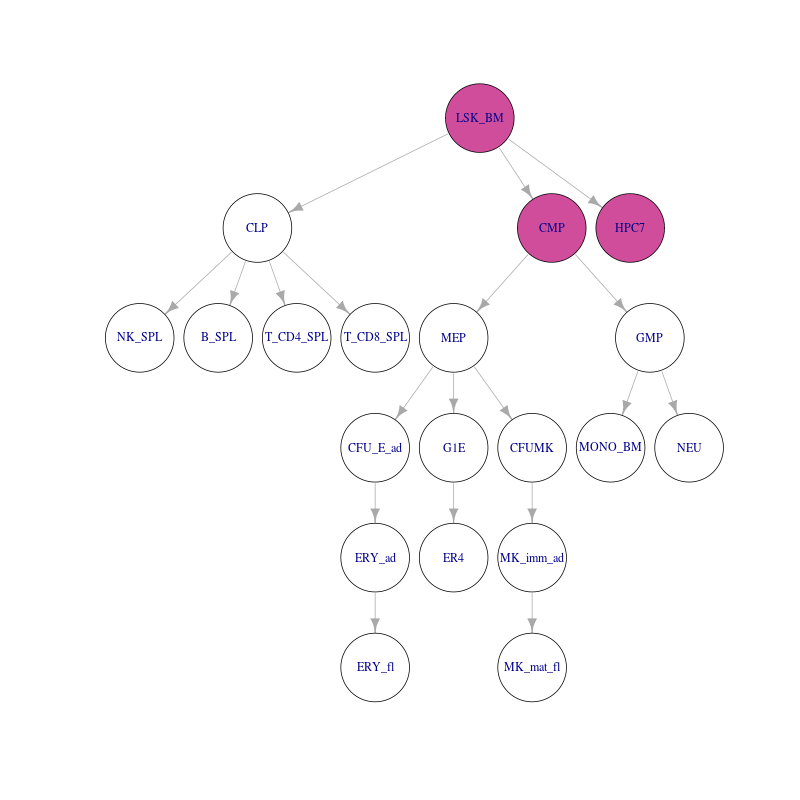 LSK_BM
CLP
CMP
HPC7
NK_SPL
B_SPL
T_CD4_SPL
T_CD8_SPL
MEP
GMP
CFU_E_ad
G1E
CFUMK
MONO_BM
NEU
ERY_ad
ER4
MK_imm_ad
ERY_fl
MK_mat_fl